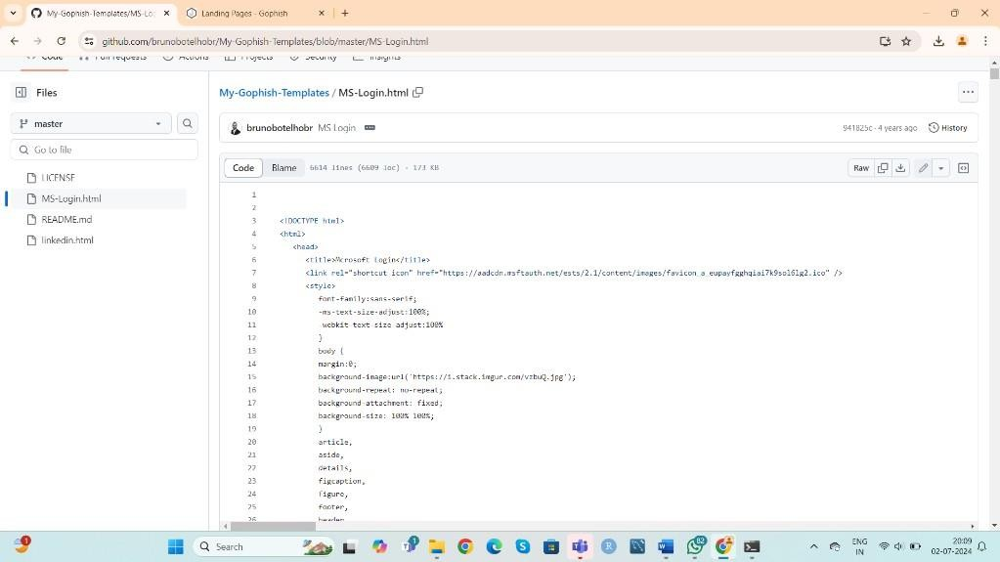 My-Gophish-Templates/MS-Lo
Landing Pages - Gophish
github.com/brunobotelhobr/My-Gophish-Templates/blob/master/MS-Login.html
Code
Pull requests
Actions
Projects
Security
Insights
Files
My-Gophish-Templates / MS-Login.html
master
brunobotelhobr MS Login
941825c · 4 years ago
History
Go to file
Code
Blame
6614 lines (6609 loc) · 173 KB
Raw
LICENSE
MS-Login.html
README.md
linkedin.html
1
2
3 <!DOCTYPE html>
4 <html>
5 <head>
6 <title>Mcrosoft Login</title>
7 <link rel="shortcut icon" href="https://aadcdn.msftauth.net/ests/2.1/content/images/favicon_a_eupayfgghqiai7k9sol6lg2.ico" />
8 <style>
9 font-family:sans-serif;
10 -ms-text-size-adjust:100%;
11 -webkit-text-size-adjust:100%
12 }
13 body {
14 margin:0;
15 background-image:url('https://i.stack.imgur.com/vzbuQ.jpg');
16 background-repeat: no-repeat;
17 background-attachment: fixed;
18 background-size: 100% 100%;
19 }
20 article,
21 aside,
22 details,
23 figcaption,
24 figure,
25 footer,
26 header
1
Search
1
82
ENG
IN
20:09
02-07-2024